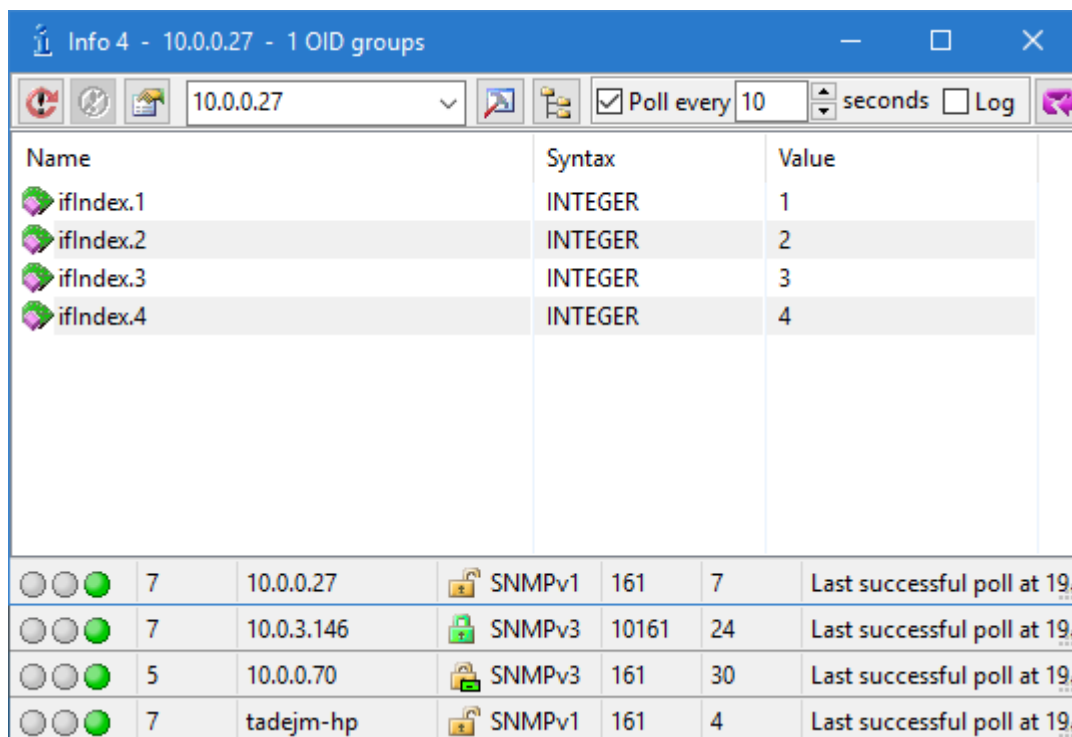 Info 4 - 10.0.0.27 - 1 OID groups
10.0.0.27 Poll every 10 seconds Log
Name Syntax Value
ifIndex.1 INTEGER 1
ifIndex.2 INTEGER 2
ifIndex.3 INTEGER 3
ifIndex.4 INTEGER 4
7 10.0.0.27 SNMPv1 161 7 Last successful poll at 19.
7 10.0.3.146 SNMPv3 10161 24 Last successful poll at 19.
5 10.0.0.70 SNMPv3 161 30 Last successful poll at 19.
7 tadejm-hp SNMPv1 161 4 Last successful poll at 19.